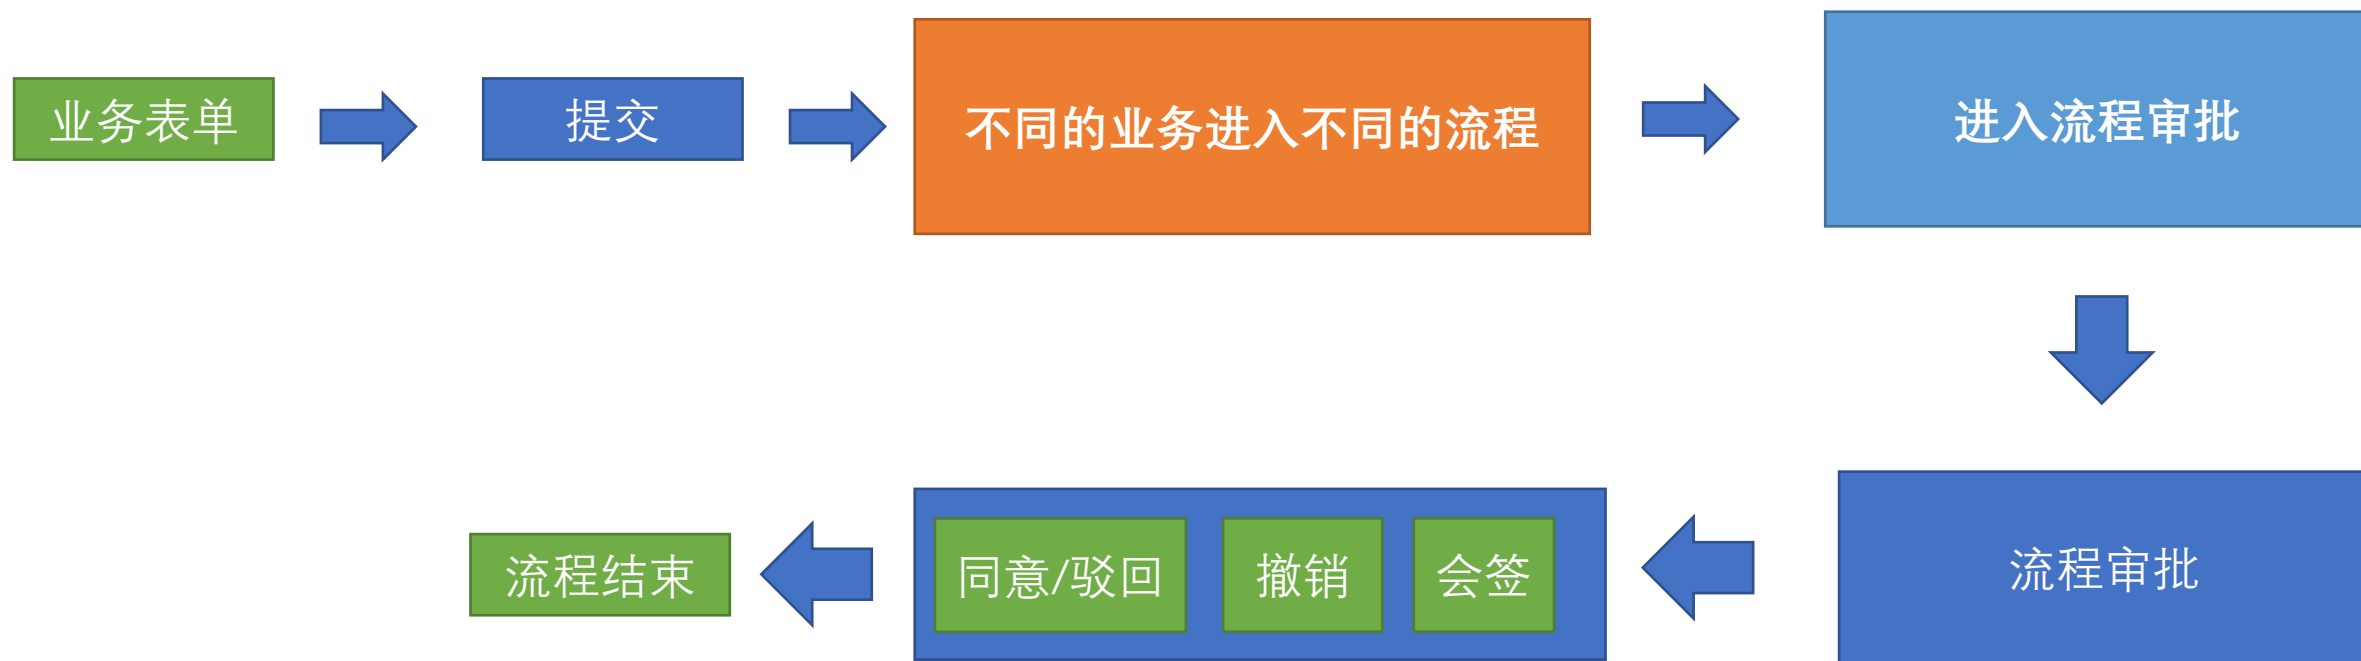 业务表单
提交
不同的业务进入不同的流程
进入流程审批
流程审批
同意/驳回
撤销
会签
流程结束